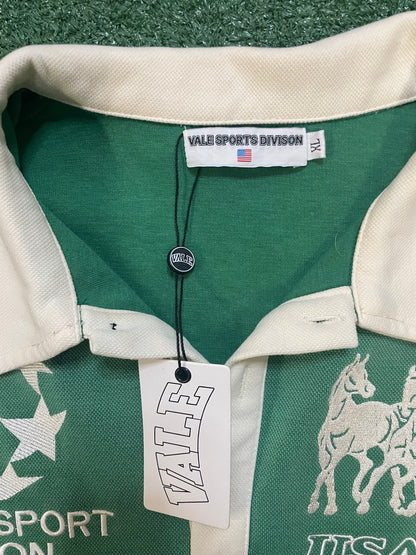 VALE SPORTS DIVISON
XL
VALE
VALE
SPORT
ON
USA